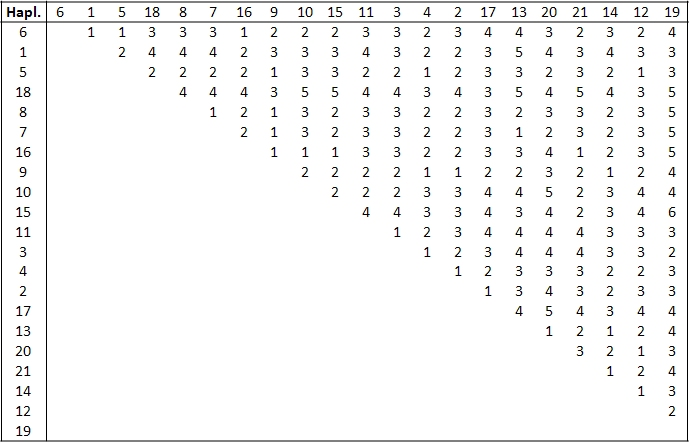 Hapl. 6 1 5 18 8 7 16 9 10 15 11 3 4 2 17 13 20 21 14 12 19
6 1 1 3 3 3 1 2 2 2 3 3 2 3 4 4 3 2 3 2 4
1 2 4 4 4 2 3 3 3 4 3 2 2 3 5 4 3 4 3 3
5 2 2 2 2 1 3 3 2 2 1 2 3 3 2 3 2 1 3
18 4 4 4 3 5 5 4 4 3 4 3 5 4 5 4 3 5
8 1 2 1 3 2 3 3 2 2 3 2 3 3 2 3 5
7 2 1 3 2 3 3 2 2 3 1 2 3 2 3 5
16 1 1 1 3 3 2 2 3 3 4 1 2 3 5
9 2 2 2 2 1 1 2 2 3 2 1 2 4
10 2 2 2 3 3 4 4 5 2 3 4 4
15 4 4 3 3 4 3 4 2 3 4 6
11 1 2 3 4 4 4 4 3 3 3
3 1 2 3 4 4 4 3 3 2
4 1 2 3 3 3 2 2 3
2 1 3 4 3 2 3 3
17 4 5 4 3 4 4
13 1 2 1 2 4
20 3 2 1 3
21 1 2 4
14 1 3
12 2
19